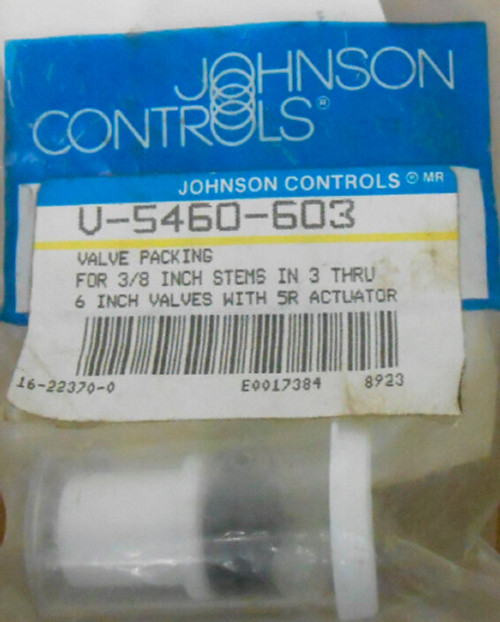 JOHNSON
CONTROLS®
JOHNSON CONTROLS ® MR
V-5460-603
VALVE PACKING
FOR 3/8 INCH STEMS IN 3 THRU
6 INCH VALVES WITH 5R ACTUATOR
16-22370-0 E0017384 8923